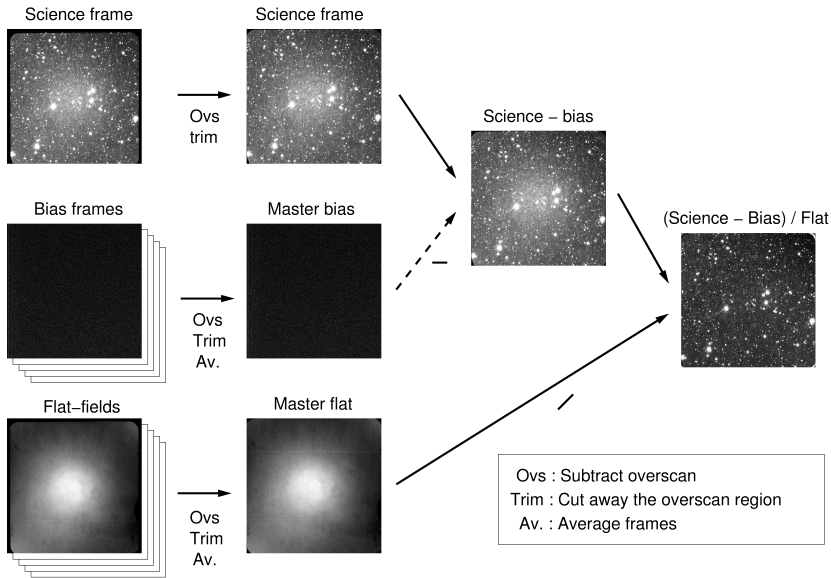 Science frame
Science frame
Ovs
trim
Science – bias
Bias frames
Master bias
(Science – Bias) / Flat
–
Ovs
Trim
Av.
Flat–fields
Master flat
/
Ovs
Trim
Av.
Ovs : Subtract overscan
Trim : Cut away the overscan region
Av. : Average frames